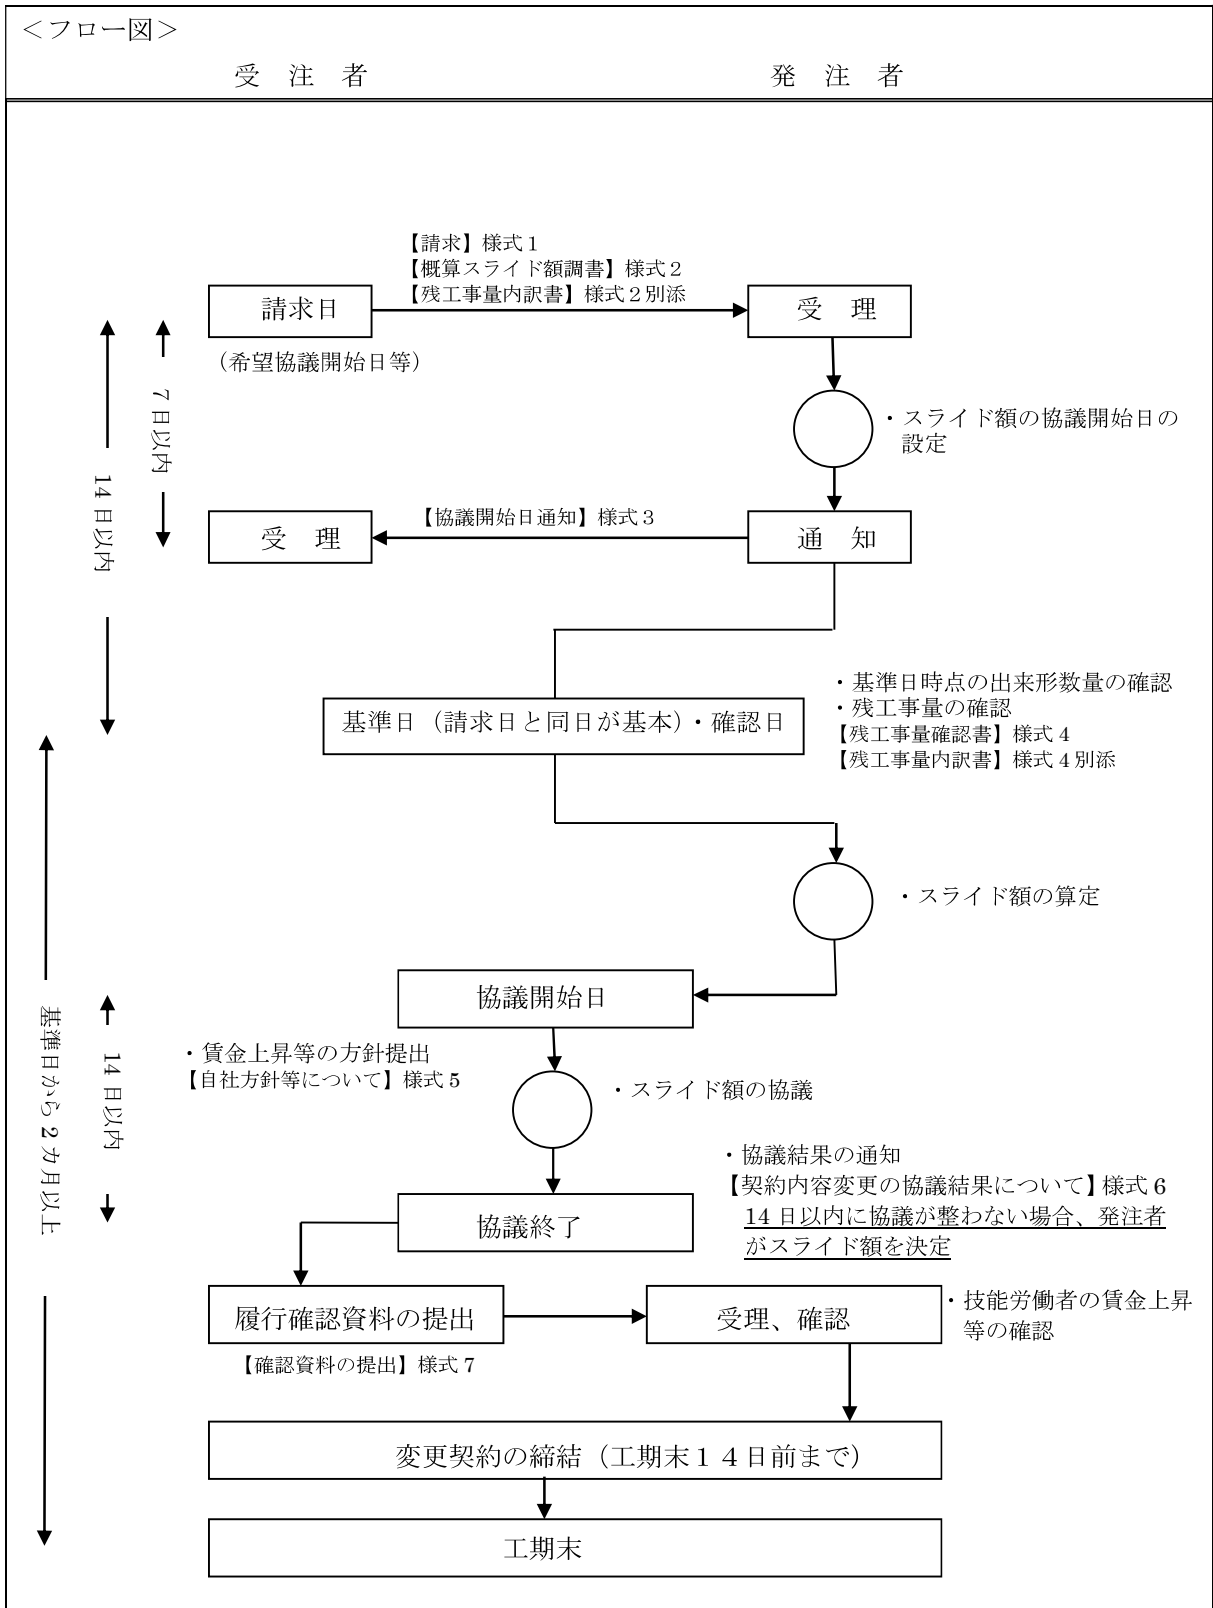 ＜フロー図＞
受　注　者
発　注　者
【請求】様式１
【概算スライド額調書】様式２
【残工事量内訳書】様式２別添
請求日
受　理
（希望協議開始日等）
7日以内
14日以内
・スライド額の協議開始日の
設定
【協議開始日通知】様式３
受　理
通　知
基準日（請求日と同日が基本）・確認日
・基準日時点の出来形数量の確認
・残工事量の確認
【残工事量確認書】様式４
【残工事量内訳書】様式４別添
・スライド額の算定
協議開始日
基準日から２カ月以上
14日以内
・賃金上昇等の方針提出
【自社方針等について】様式５
・スライド額の協議
・協議結果の通知
【契約内容変更の協議結果について】様式６
14日以内に協議が整わない場合、発注者
がスライド額を決定
協議終了
履行確認資料の提出
受理、確認
・技能労働者の賃金上昇
等の確認
【確認資料の提出】様式７
変更契約の締結（工期末１４日前まで）
工期末